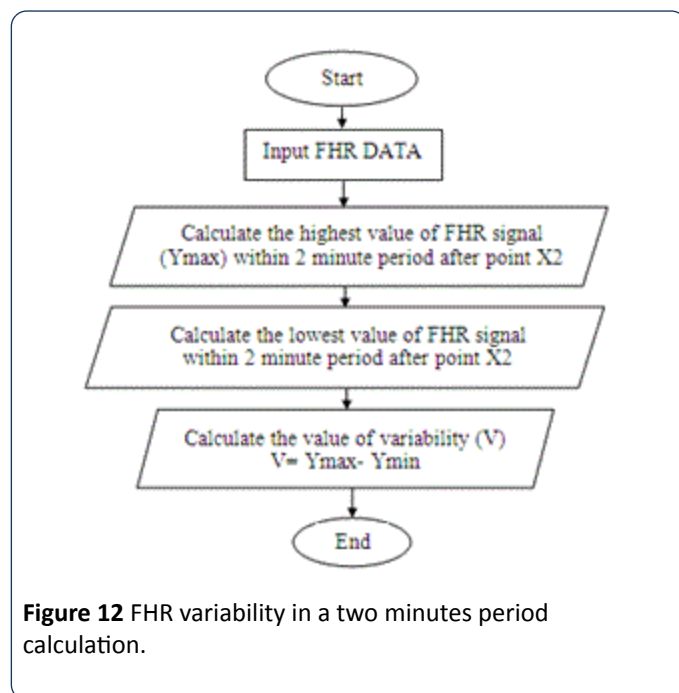 Start
Input FHR DATA
Calculate the highest value of FHR signal
(Ymax) within 2 minute period after point X2
Calculate the lowest value of FHR signal
within 2 minute period after point X2
Calculate the value of variability (V)
V= Ymax- Ymin
End
Figure 12 FHR variability in a two minutes period
calculation.